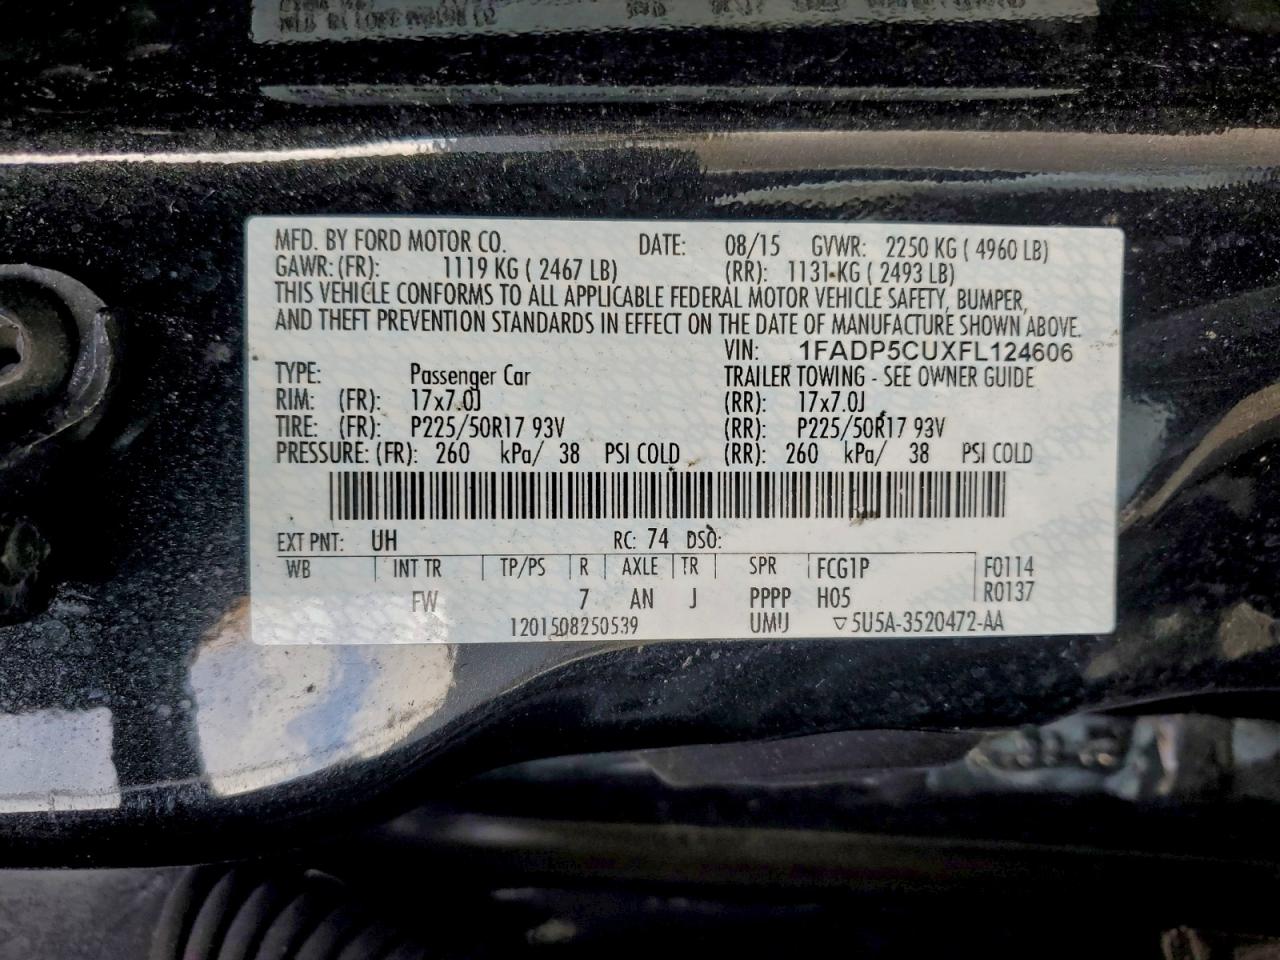 MFD. BY FORD MOTOR CO. DATE: 08/15 GVWR: 2250 KG ( 4960 LB)
GAWR:(FR): 1119 KG ( 2467 LB) (RR): 1131 KG ( 2493 LB)
THIS VEHICLE CONFORMS TO ALL APPLICABLE FEDERAL MOTOR VEHICLE SAFETY, BUMPER,
AND THEFT PREVENTION STANDARDS IN EFFECT ON THE DATE OF MANUFACTURE SHOWN ABOVE.
VIN: 1FADP5CUXFL124606
TYPE: Passenger Car TRAILER TOWING - SEE OWNER GUIDE
RIM: (FR): 17x7.0J (RR): 17x7.0J
TIRE: (FR): P225/50R17 93V (RR): P225/50R17 93V
PRESSURE: (FR): 260 kPa/ 38 PSI COLD (RR): 260 kPa/ 38 PSI COLD
EXT PNT: UH RC: 74 DSO:
WB INT TR TP/PS R AXLE TR SPR FCG1P F0114
FW 7 AN J PPPP H05 R0137
1201508250539 UMU ▽5U5A-3520472-AA